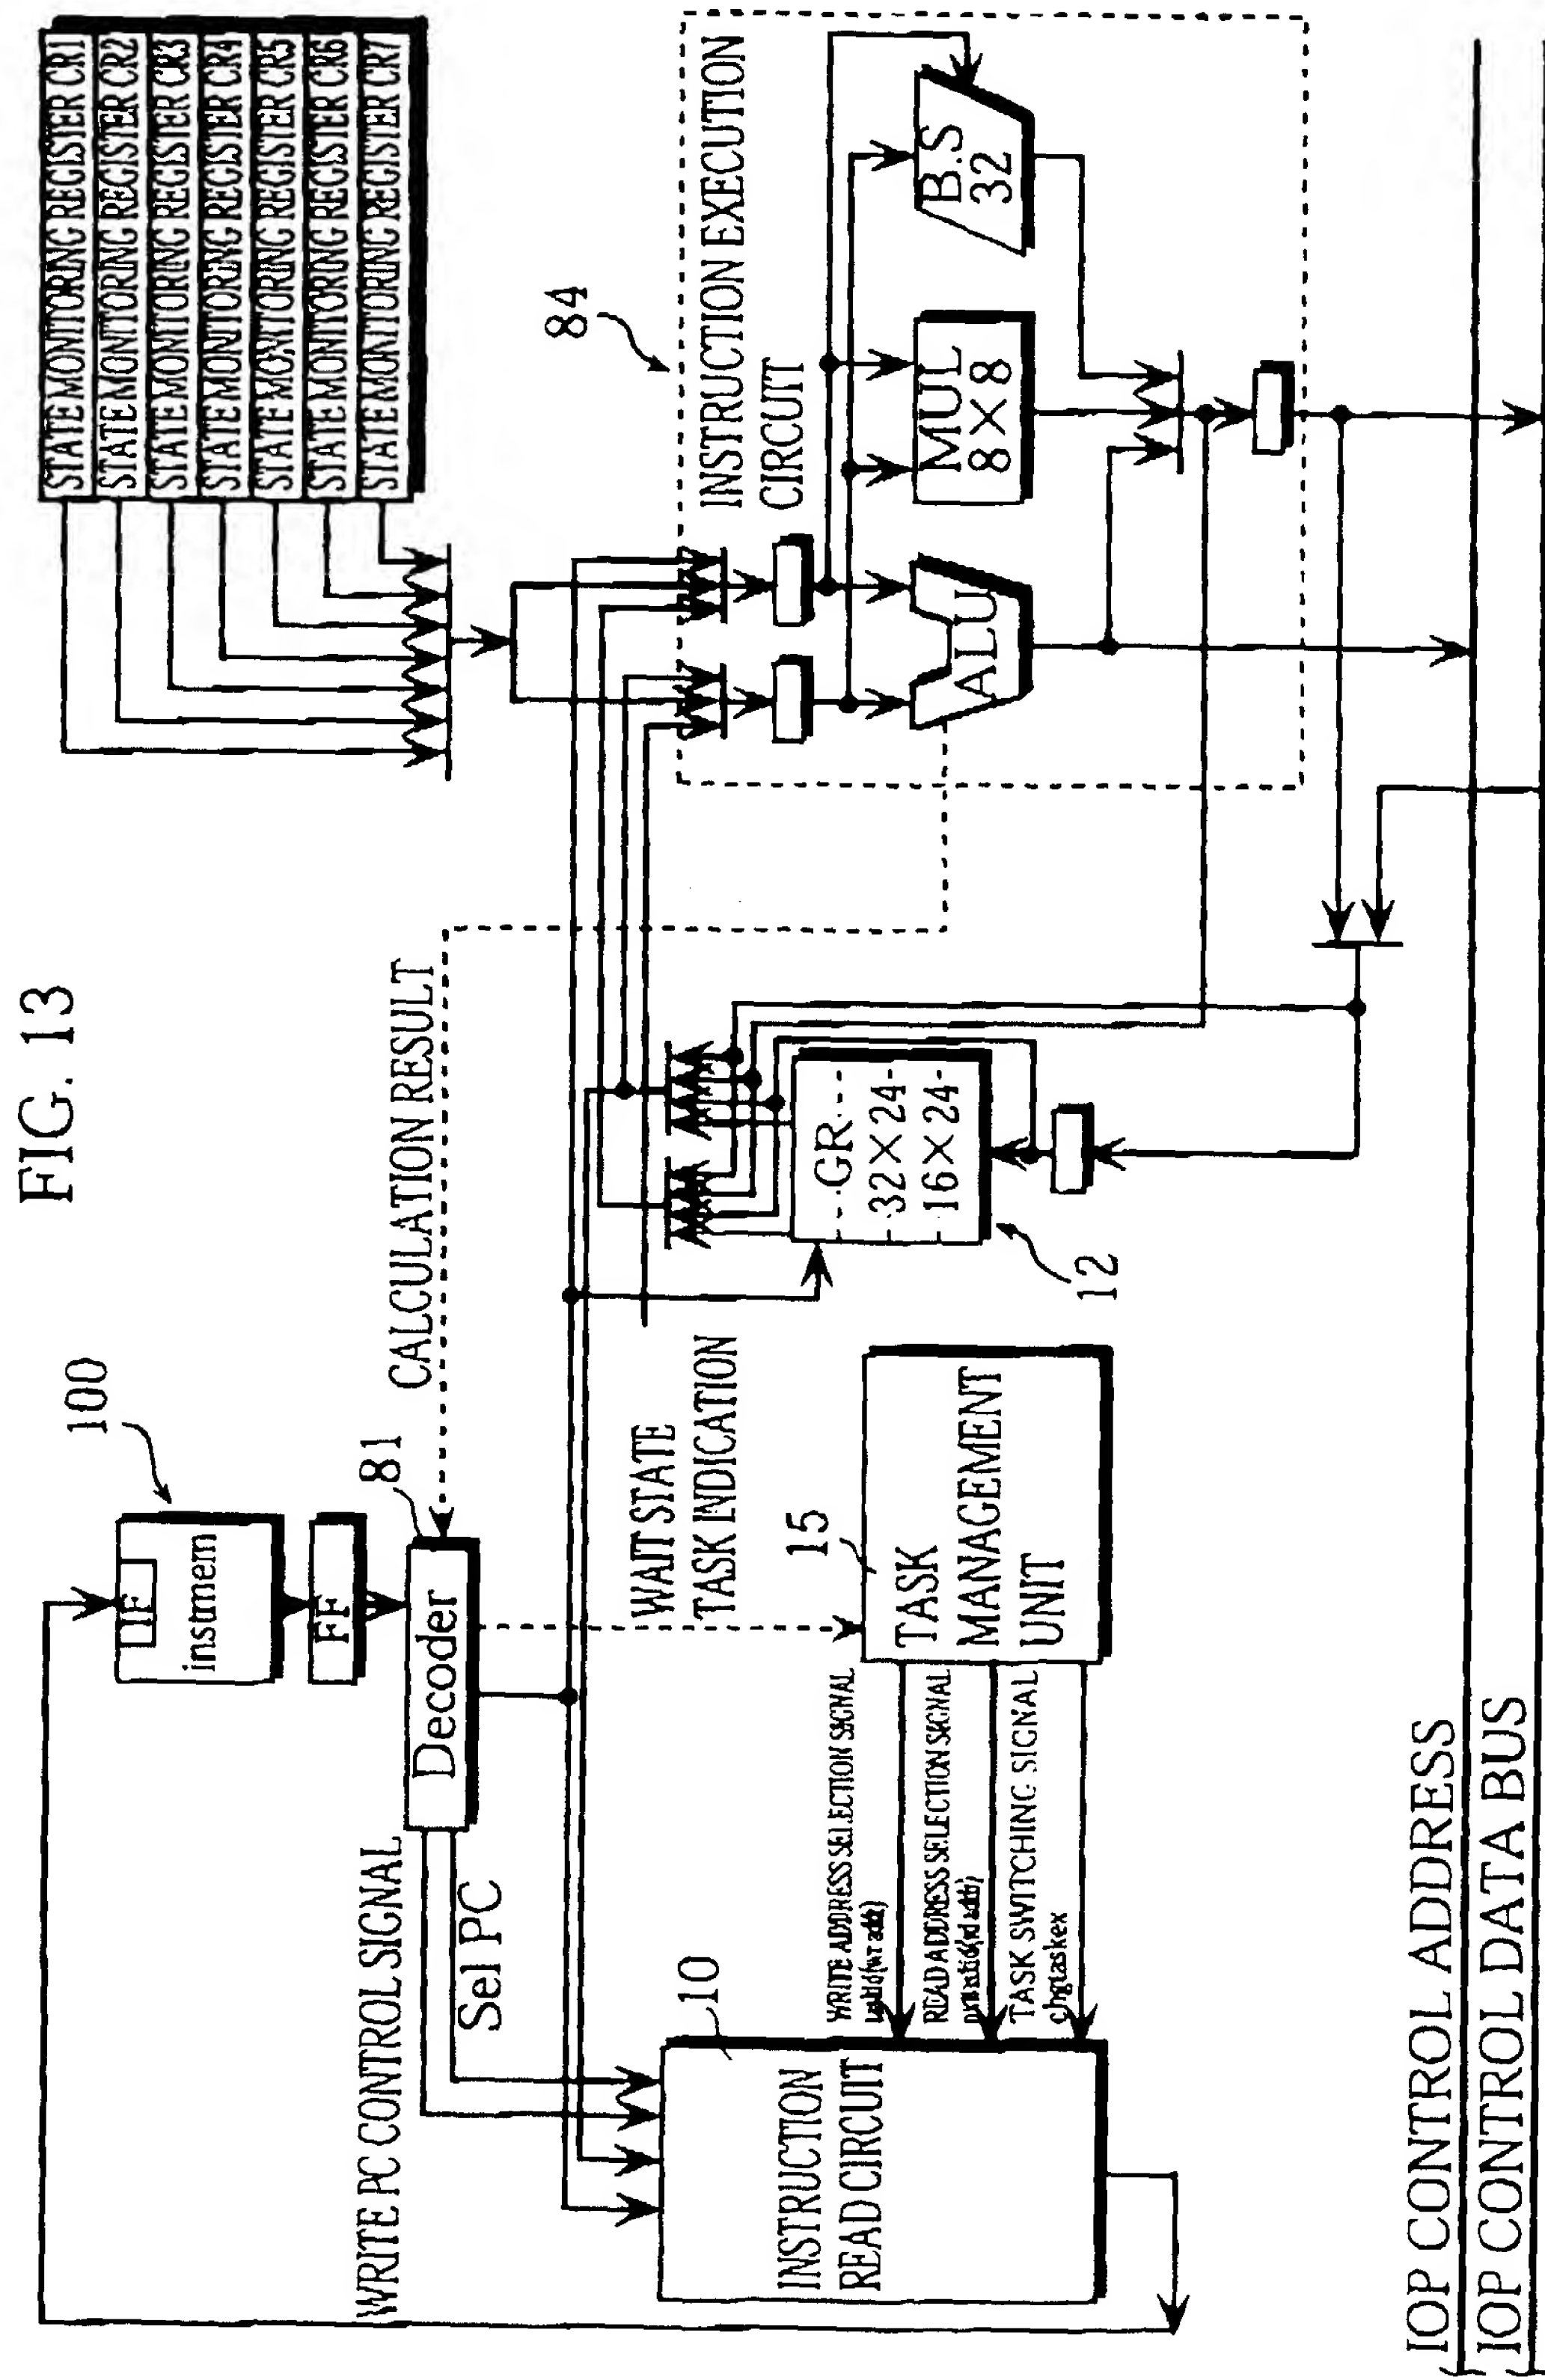 FIG. 13
100
IF
instmem
FF
81
Decoder
WRITE PC CONTROL SIGNAL
Sel PC
CALCULATION RESULT
STATE MONITORING REGISTER CR1
STATE MONITORING REGISTER CR2
STATE MONITORING REGISTER CR3
STATE MONITORING REGISTER CR4
STATE MONITORING REGISTER CR5
STATE MONITORING REGISTER CR6
STATE MONITORING REGISTER CR7
84
INSTRUCTION EXECUTION
CIRCUIT
ALU
MUL
8×8
B.S
32
WAIT STATE
TASK INDICATION
GR
32×24
16×24
12
10
INSTRUCTION
READ CIRCUIT
WRITE ADDRESS SELECTION SIGNAL
READ ADDRESS SELECTION SIGNAL
TASK SWITCHING SIGNAL
chgtaskex
15
TASK
MANAGEMENT
UNIT
IOP CONTROL ADDRESS
IOP CONTROL DATA BUS